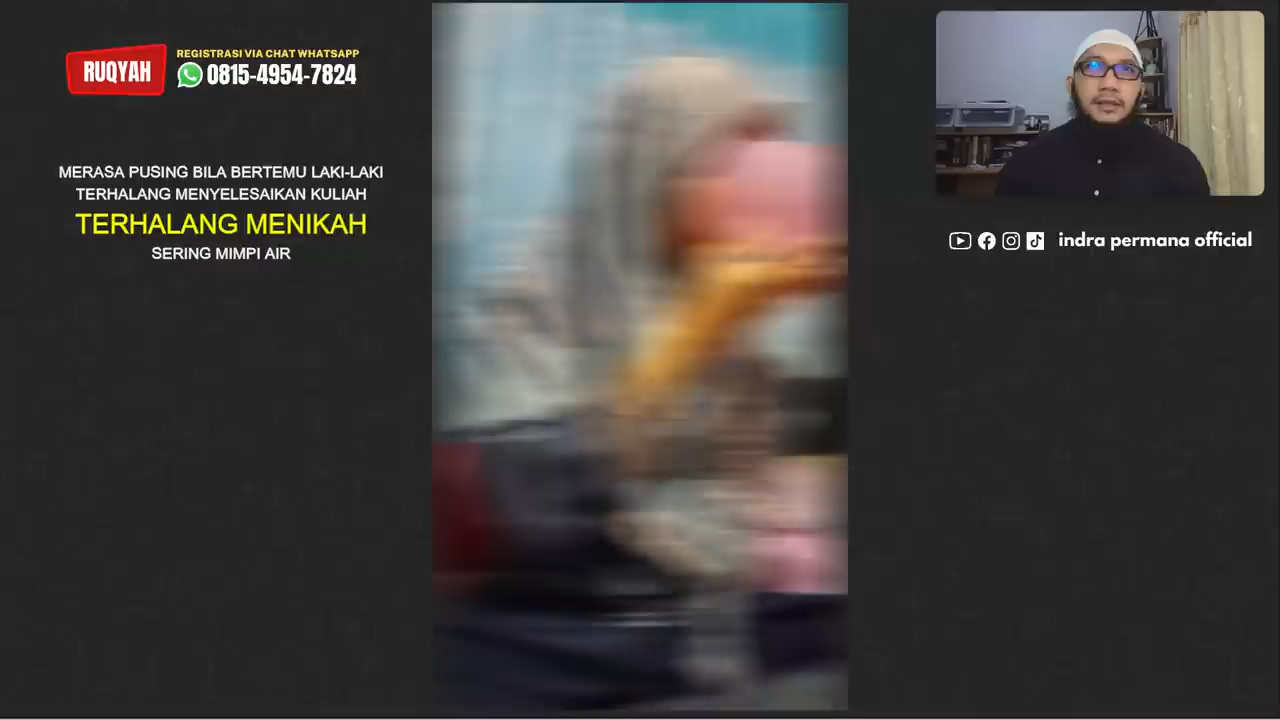 RUQYAH
REGISTRASI VIA CHAT WHATSAPP
0815-4954-7824
MERASA PUSING BILA BERTEMU LAKI-LAKI
TERHALANG MENYELESAIKAN KULIAH
TERHALANG MENIKAH
SERING MIMPI AIR
indra permana official